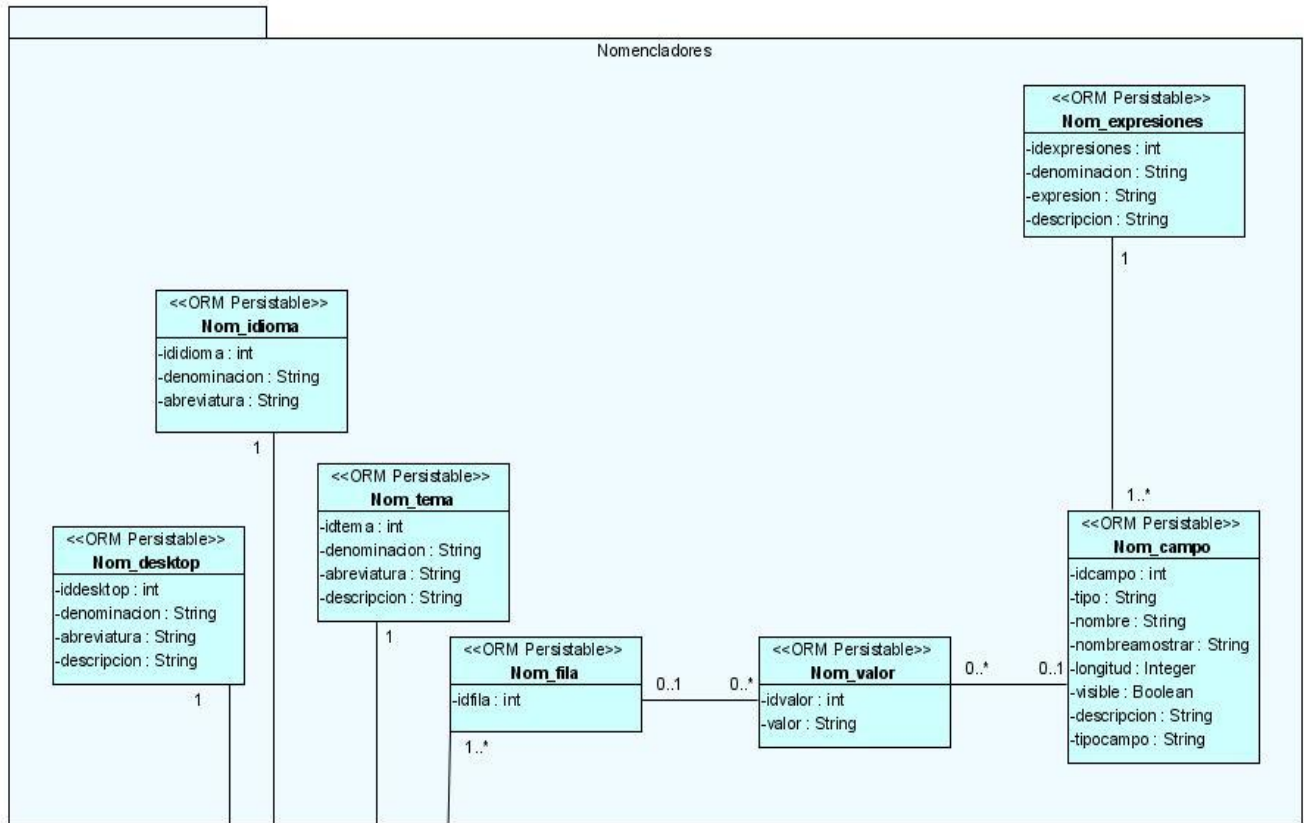 Nomencladores
<<ORM Persistable>>
Nom_expresiones
-idexpresiones : int
-denominacion : String
-expresion : String
-descripcion : String
1
<<ORM Persistable>>
Nom_idioma
-ididioma : int
-denominacion : String
-abreviatura : String
1
<<ORM Persistable>>
Nom_tema
-idtema : int
-denominacion : String
-abreviatura : String
-descripcion : String
1
<<ORM Persistable>>
Nom_desktop
-iddesktop : int
-denominacion : String
-abreviatura : String
-descripcion : String
1
<<ORM Persistable>>
Nom_fila
-idfila : int
1..*
0..1
0..*
<<ORM Persistable>>
Nom_valor
-idvalor : int
-valor : String
0..*
0..1
1..*
<<ORM Persistable>>
Nom_campo
-idcampo : int
-tipo : String
-nombre : String
-nombreamostrar : String
-longitud : Integer
-visible : Boolean
-descripcion : String
-tipocampo : String